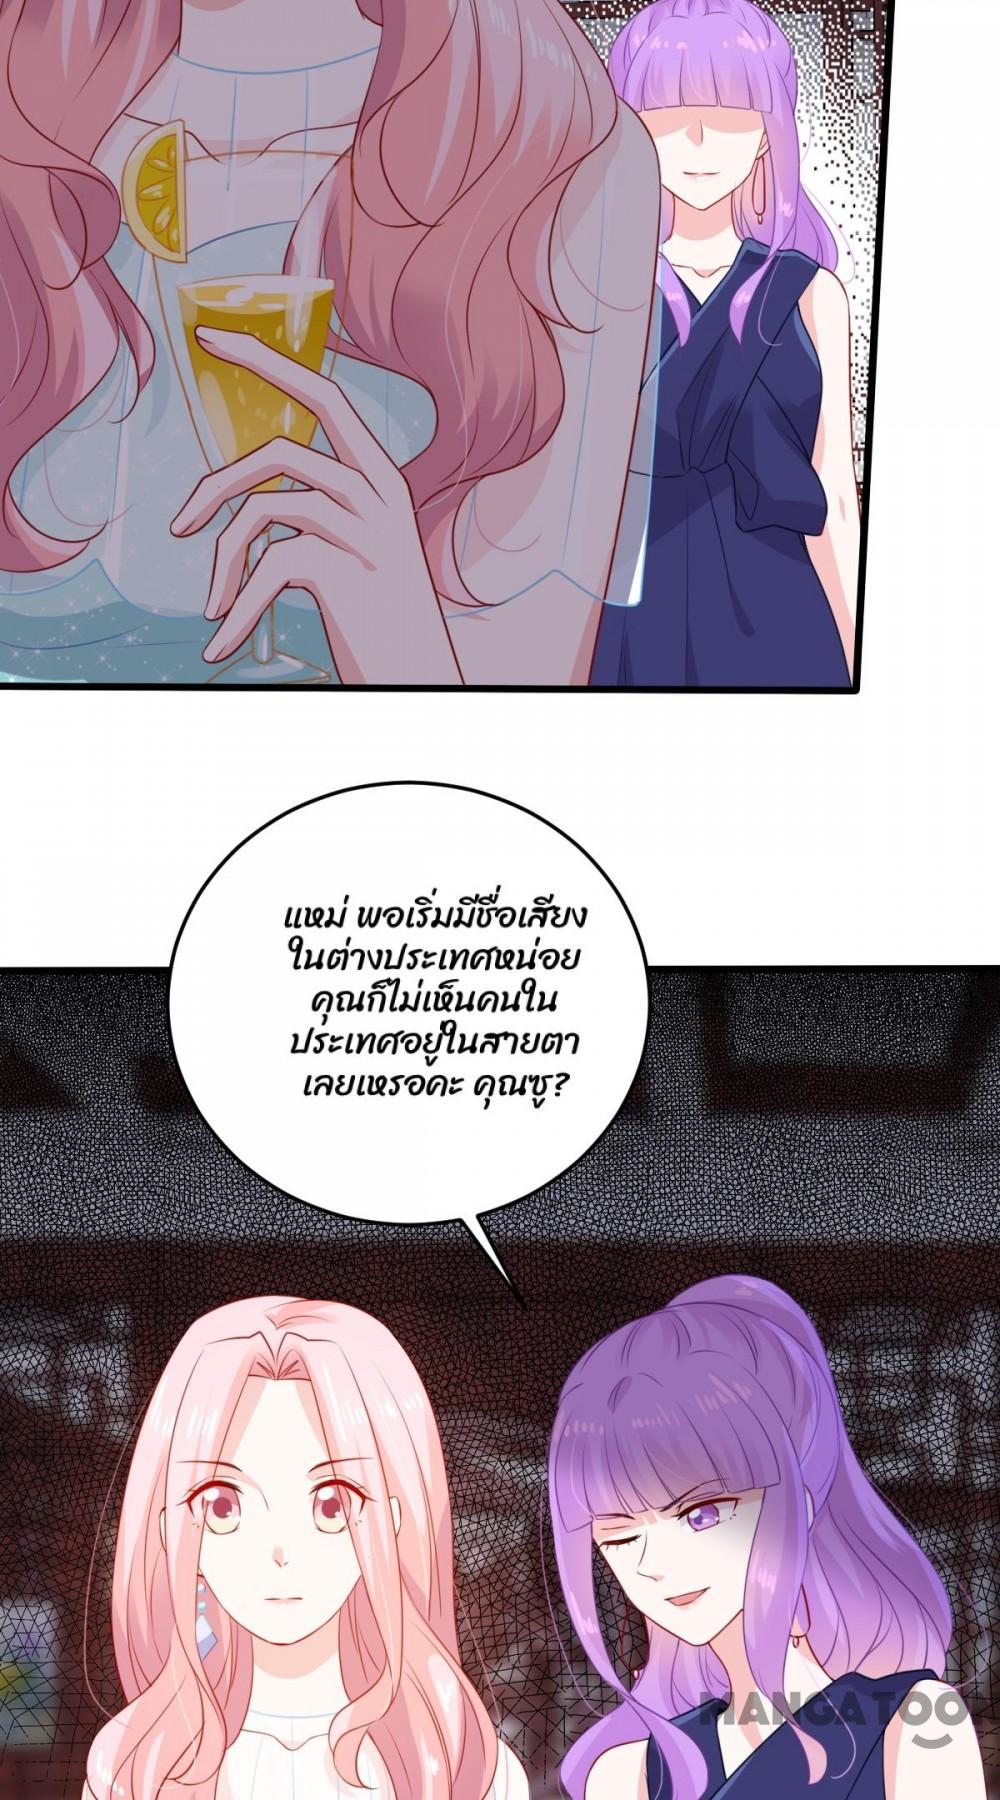 แหม่ พอเริ่มมีชื่อเสียง
ในต่างประเทศหน่อย
คุณก็ไม่เห็นคนใน
ประเทศอยู่ในสายตา
เลยเหรอคะ คุณซู?
MANGATOON